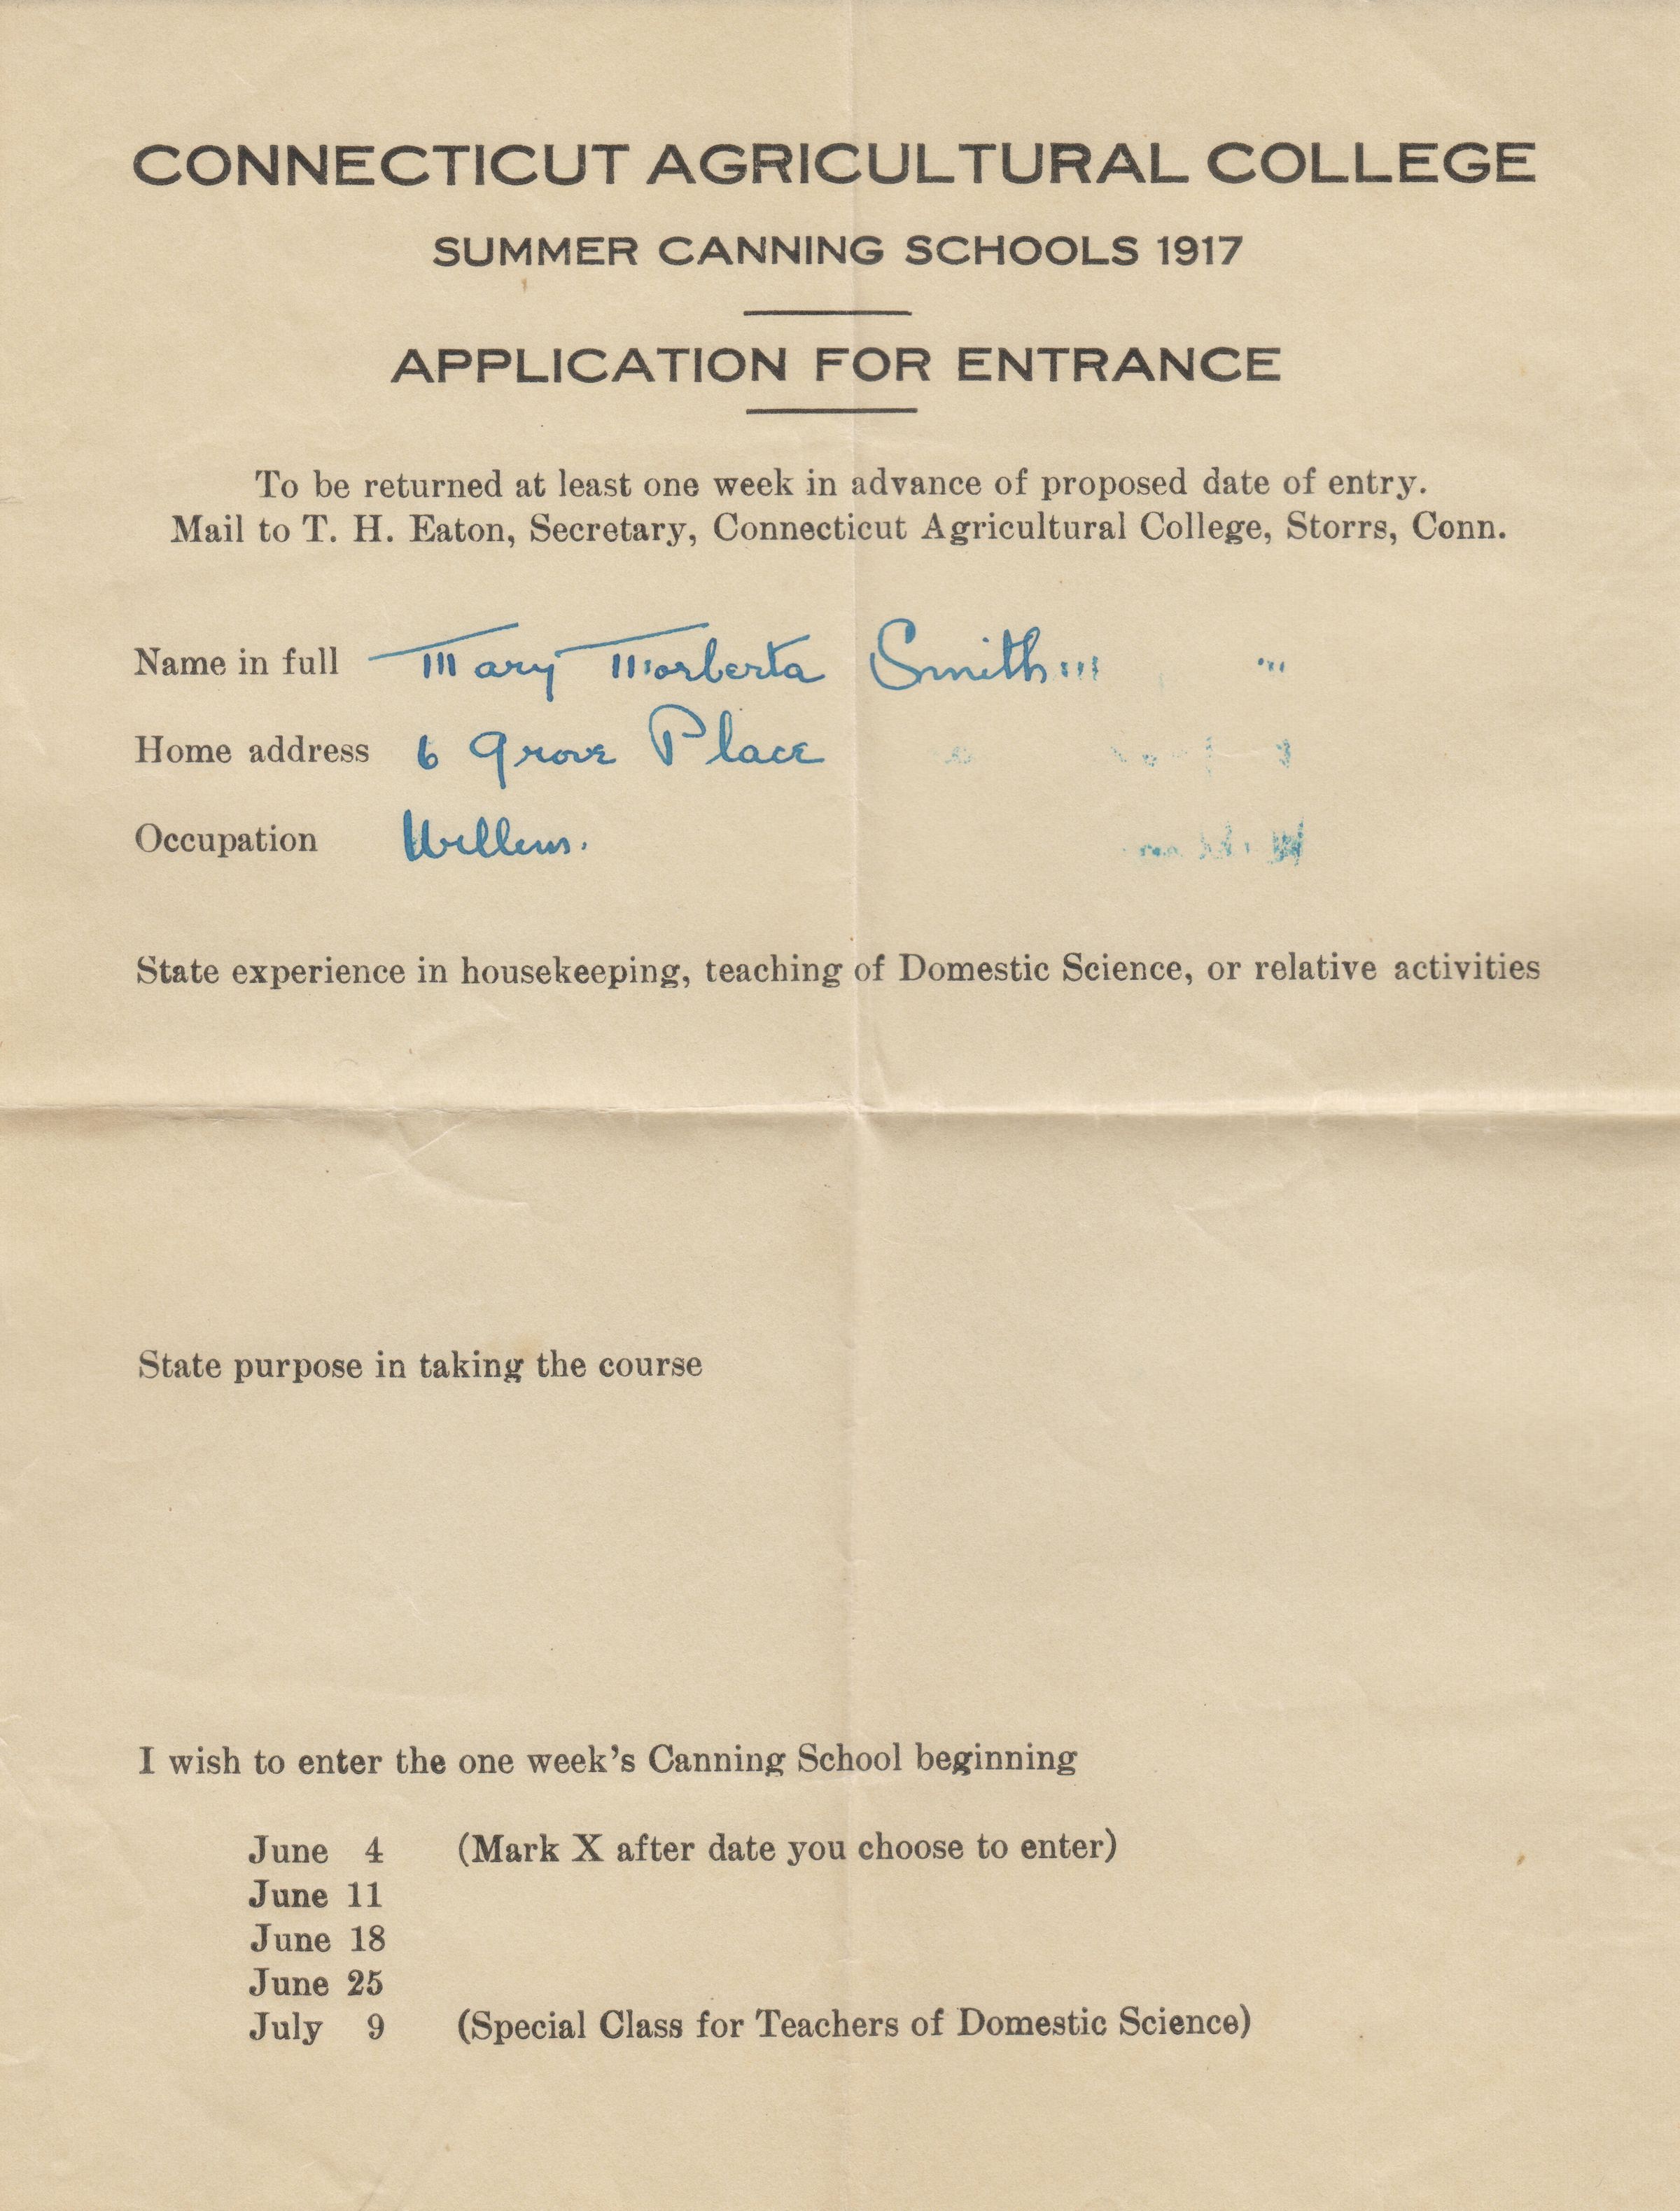 CONNECTICUT AGRICULTURAL COLLEGE
SUMMER CANNING SCHOOLS 1917
APPLICATION FOR ENTRANCE
To be returned at least one week in advance of proposed date of entry.
Mail to T. H. Eaton, Secretary, Connecticut Agricultural College, Storrs, Conn.
Name in full Mary Morberta Smith
Home address 6 Grove Place
Occupation
State experience in housekeeping, teaching of Domestic Science, or relative activities
State purpose in taking the course
I wish to enter the one week's Canning School beginning
June 4 (Mark X after date you choose to enter)
June 11
June 18
June 25
July 9 (Special Class for Teachers of Domestic Science)